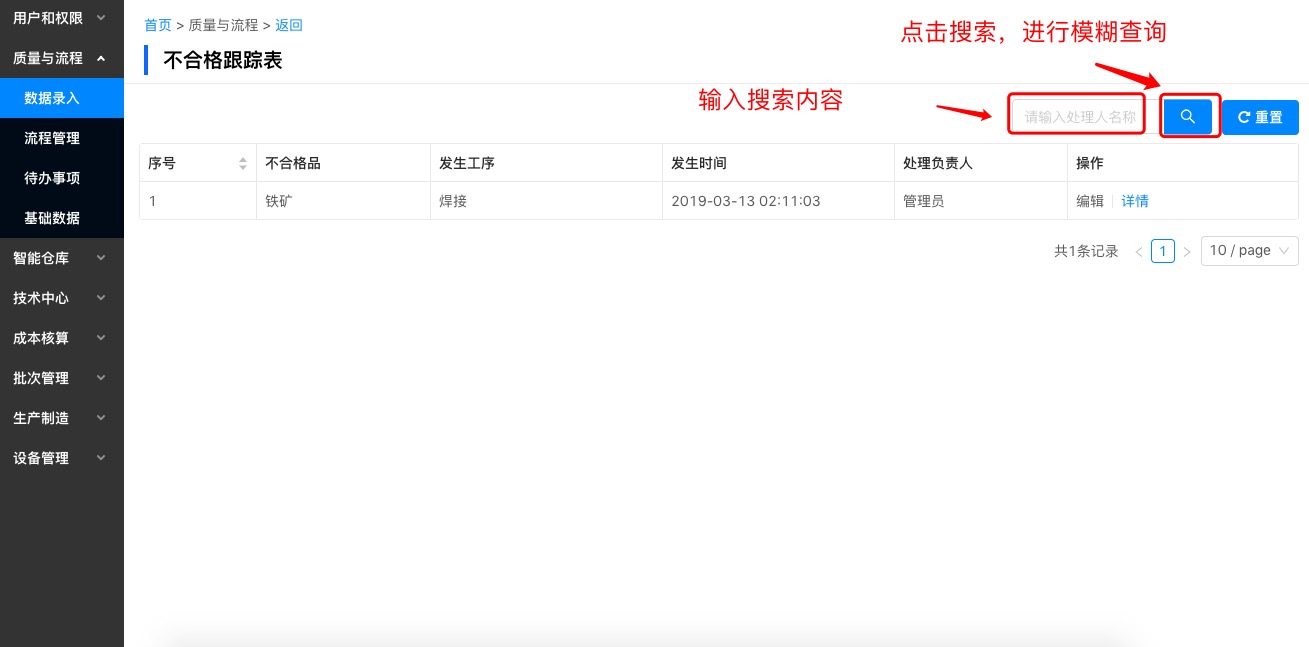 用户和权限
质量与流程
数据录入
流程管理
待办事项
基础数据
智能仓库
技术中心
成本核算
批次管理
生产制造
设备管理
首页 > 质量与流程 > 返回
不合格跟踪表
点击搜索，进行模糊查询
输入搜索内容
请输入处理人名称
重置
序号 不合格品 发生工序 发生时间 处理负责人 操作
1 铁矿 焊接 2019-03-13 02:11:03 管理员 编辑 详情
共1条记录 < 1 > 10 / page